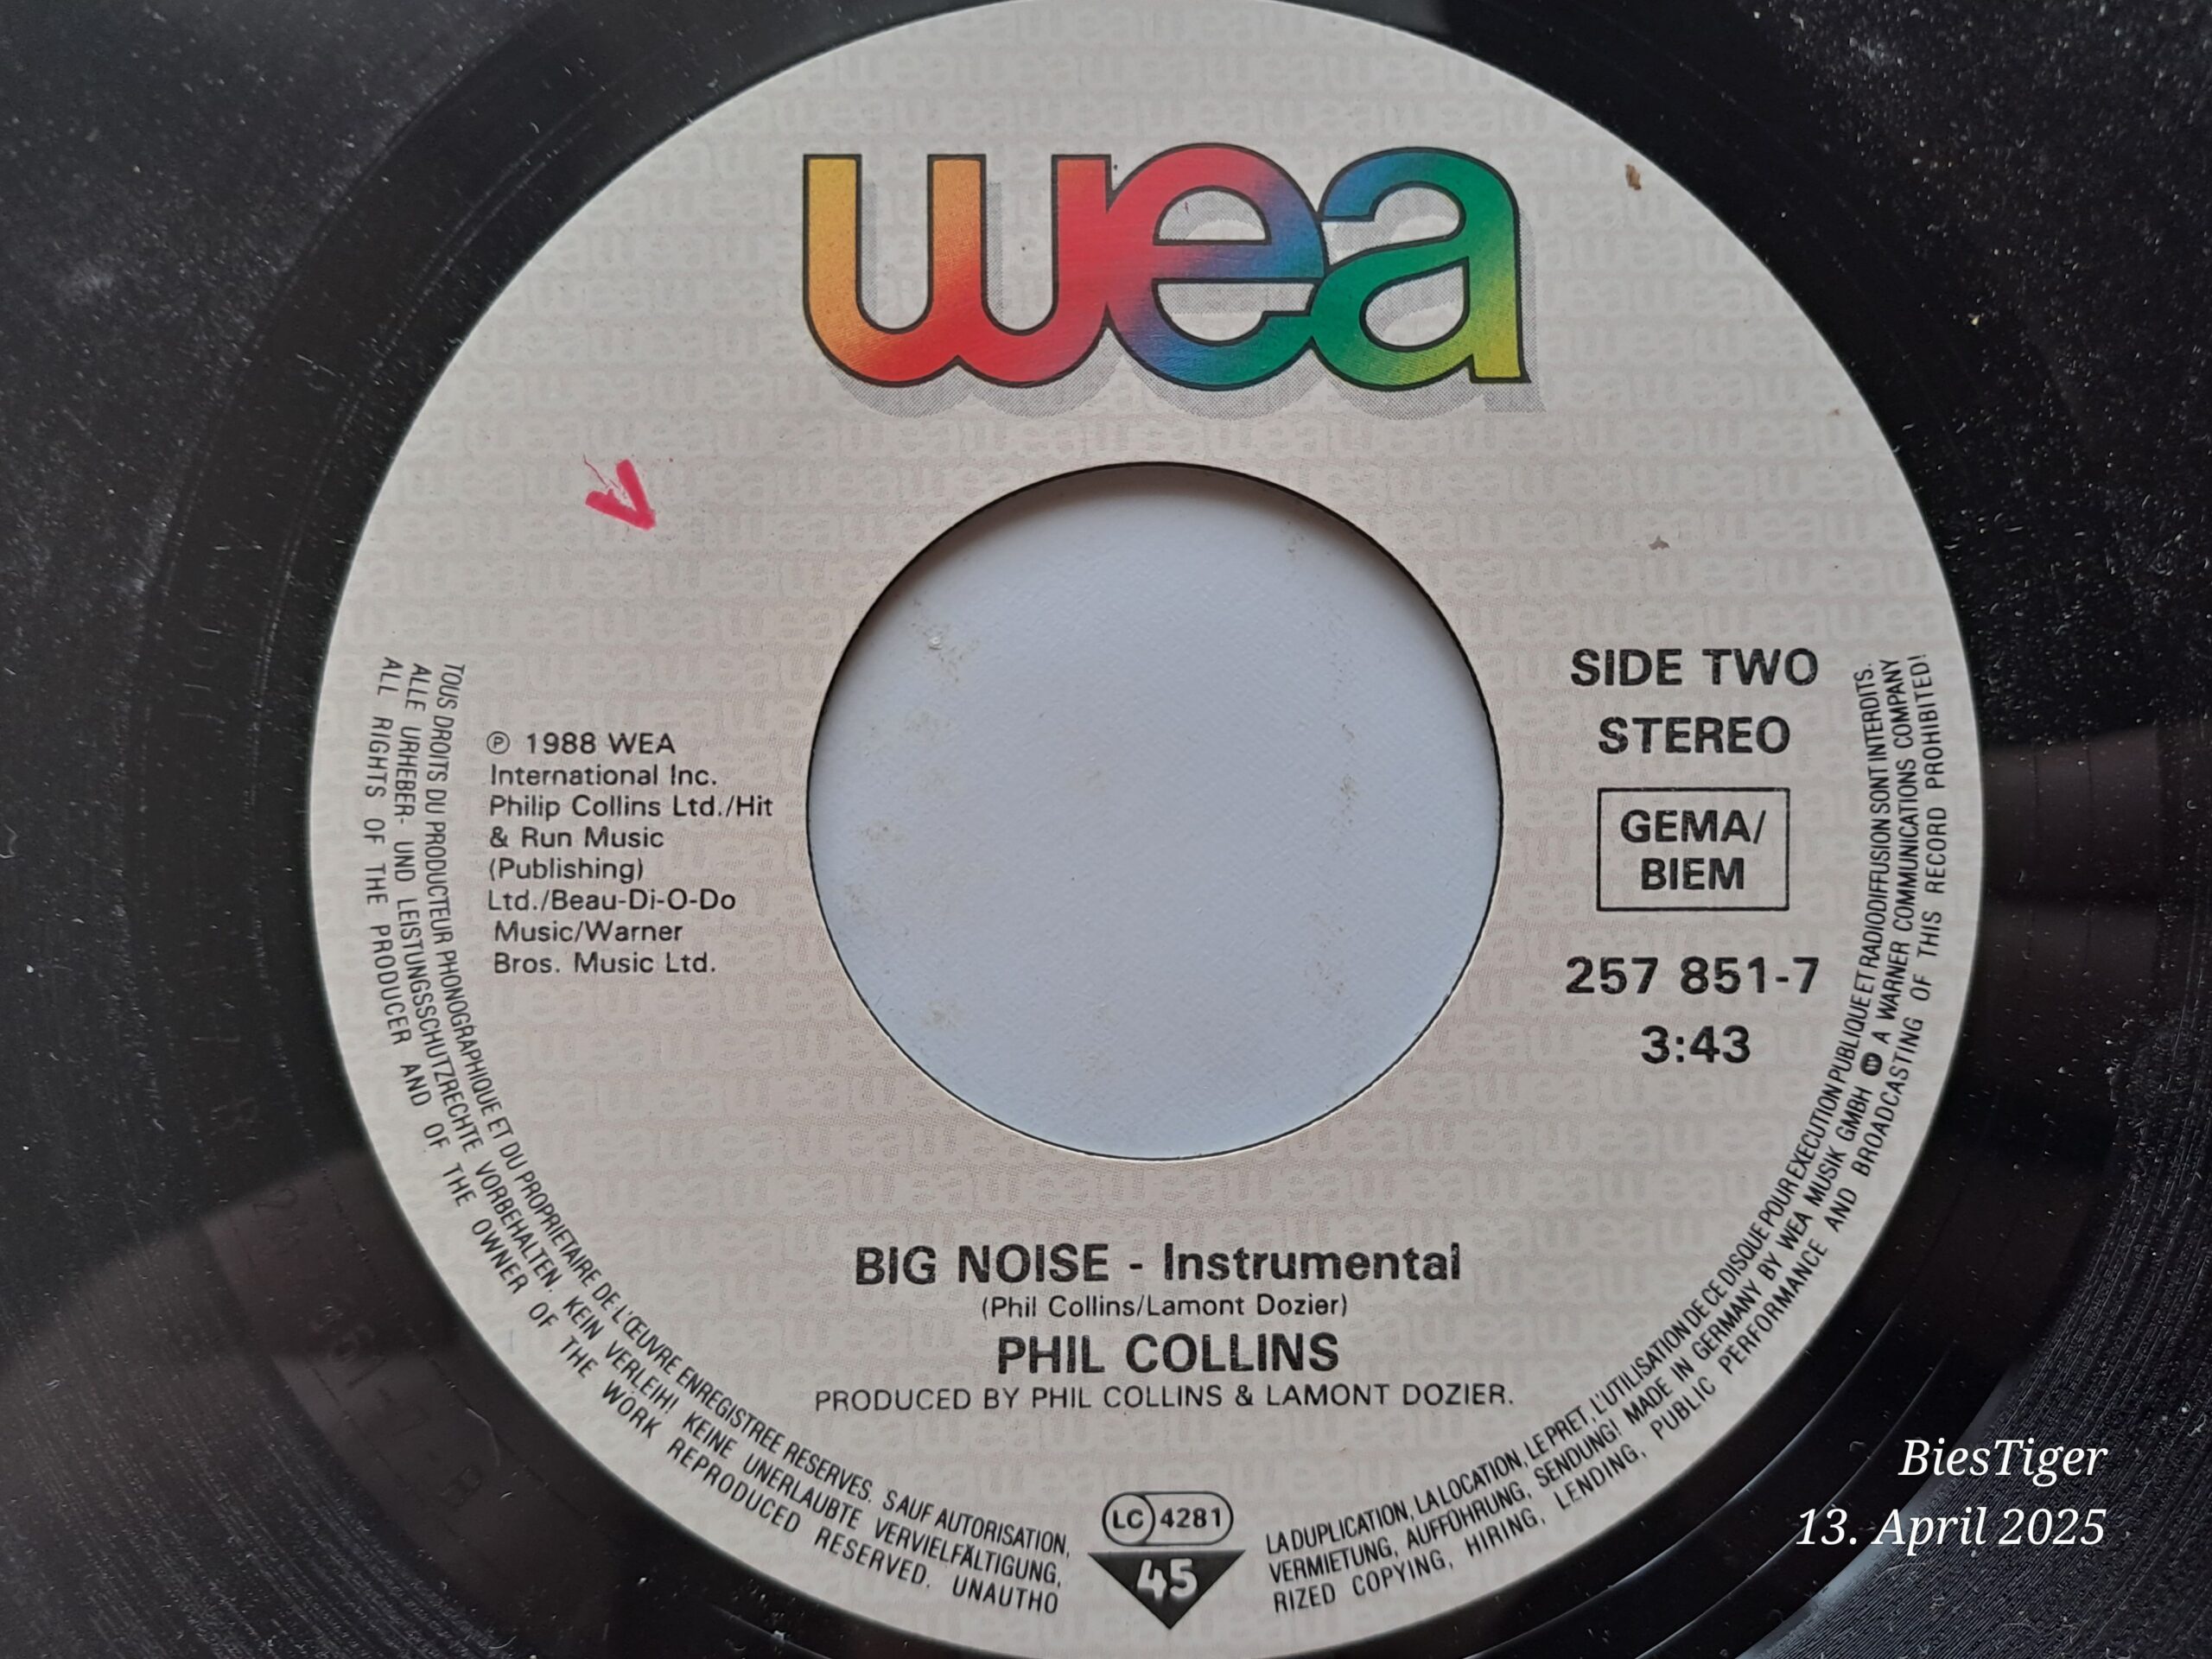 wea
SIDE TWO
STEREO
GEMA/
BIEM
257 851-7
3:43
Ⓟ 1988 WEA
International Inc.
Philip Collins Ltd./Hit
& Run Music
(Publishing)
Ltd./Beau-Di-O-Do
Music/Warner
Bros. Music Ltd.
BIG NOISE - Instrumental
(Phil Collins/Lamont Dozier)
PHIL COLLINS
PRODUCED BY PHIL COLLINS & LAMONT DOZIER.
TOUS DROITS DU PRODUCTEUR PHONOGRAPHIQUE ET DU PROPRIETAIRE DE L'ŒUVRE ENREGISTREE RESERVES. SAUF AUTORISATION, LA DUPLICATION, LA LOCATION, LE PRET, L'UTILISATION DE CE DISQUE POUR EXECUTION PUBLIQUE ET RADIODIFFUSION SONT INTERDITS.
ALLE URHEBER- UND LEISTUNGSSCHUTZRECHTE VORBEHALTEN. KEIN VERLEIH! KEINE UNERLAUBTE VERVIELFÄLTIGUNG, VERMIETUNG, AUFFÜHRUNG, SENDUNG! MADE IN GERMANY BY WEA MUSIK GMBH A WARNER COMMUNICATIONS COMPANY
ALL RIGHTS OF THE PRODUCER AND OF THE OWNER OF THE WORK REPRODUCED RESERVED. UNAUTHORIZED COPYING, HIRING, LENDING, PUBLIC PERFORMANCE AND BROADCASTING OF THIS RECORD PROHIBITED!
LC 4281
45
BiesTiger
13. April 2025